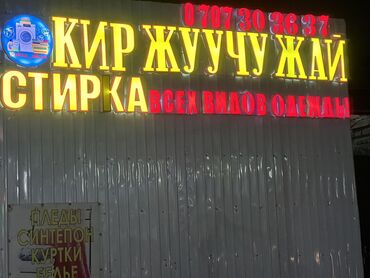 0 707 30 36 37
КИР ЖУУЧУ ЖАЙ
СТИРКА ВСЕХ ВИДОВ ОДЕЖДЫ
ПЛЕДЫ
СИНТЕПОН
КУРТКИ
БЕЛЬЕ